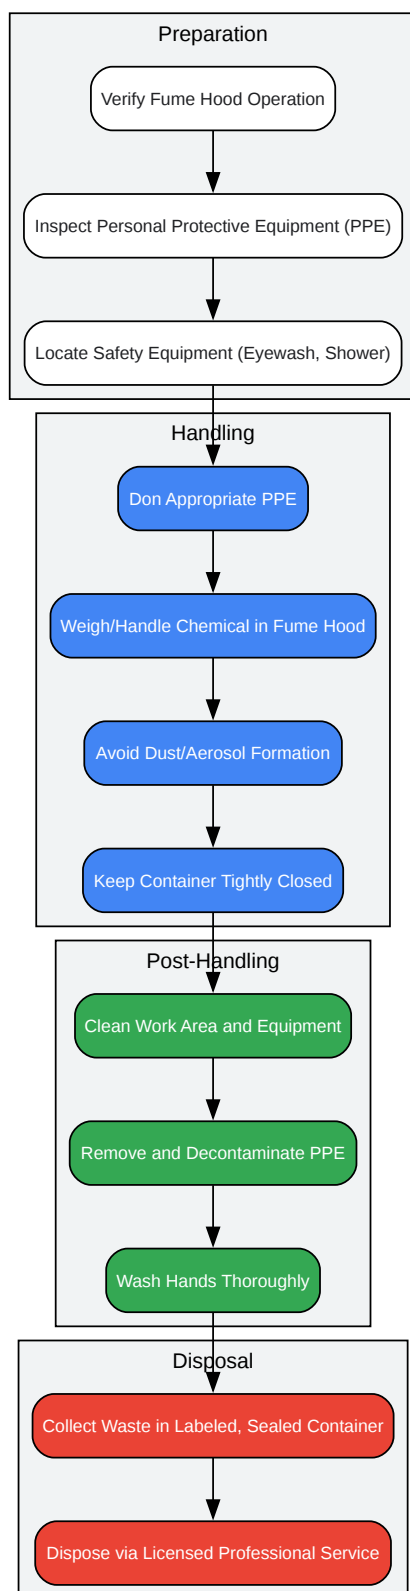 Preparation
Verify Fume Hood Operation
Inspect Personal Protective Equipment (PPE)
Locate Safety Equipment (Eyewash, Shower)
Handling
Don Appropriate PPE
Weigh/Handle Chemical in Fume Hood
Avoid Dust/Aerosol Formation
Keep Container Tightly Closed
Post-Handling
Clean Work Area and Equipment
Remove and Decontaminate PPE
Wash Hands Thoroughly
Disposal
Collect Waste in Labeled, Sealed Container
Dispose via Licensed Professional Service